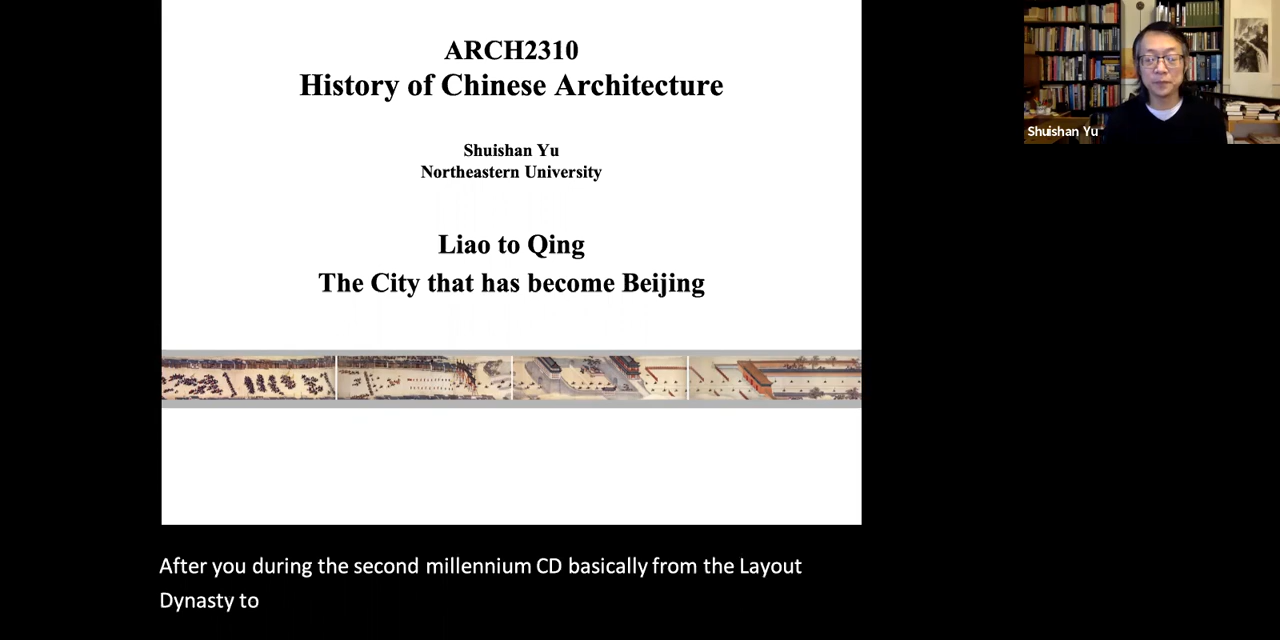 ARCH2310
History of Chinese Architecture
Shuishan Yu
Northeastern University
Liao to Qing
The City that has become Beijing
Shuishan Yu
After you during the second millennium CD basically from the Layout
Dynasty to